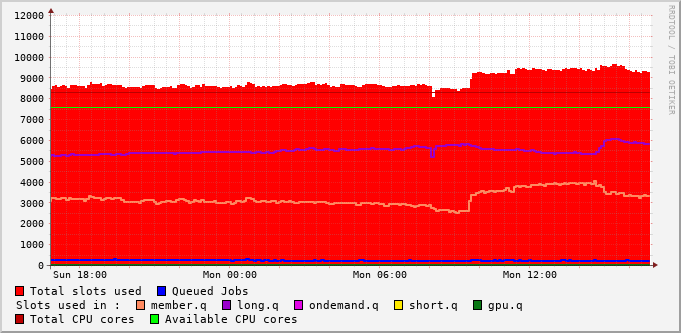 12000
11000
10000
9000
8000
7000
6000
5000
4000
3000
2000
1000
0
Sun 18:00 Mon 00:00 Mon 06:00 Mon 12:00
RRDTOOL / TOBI OETIKER
Total slots used Queued Jobs
Slots used in : member.q long.q ondemand.q short.q gpu.q
Total CPU cores Available CPU cores